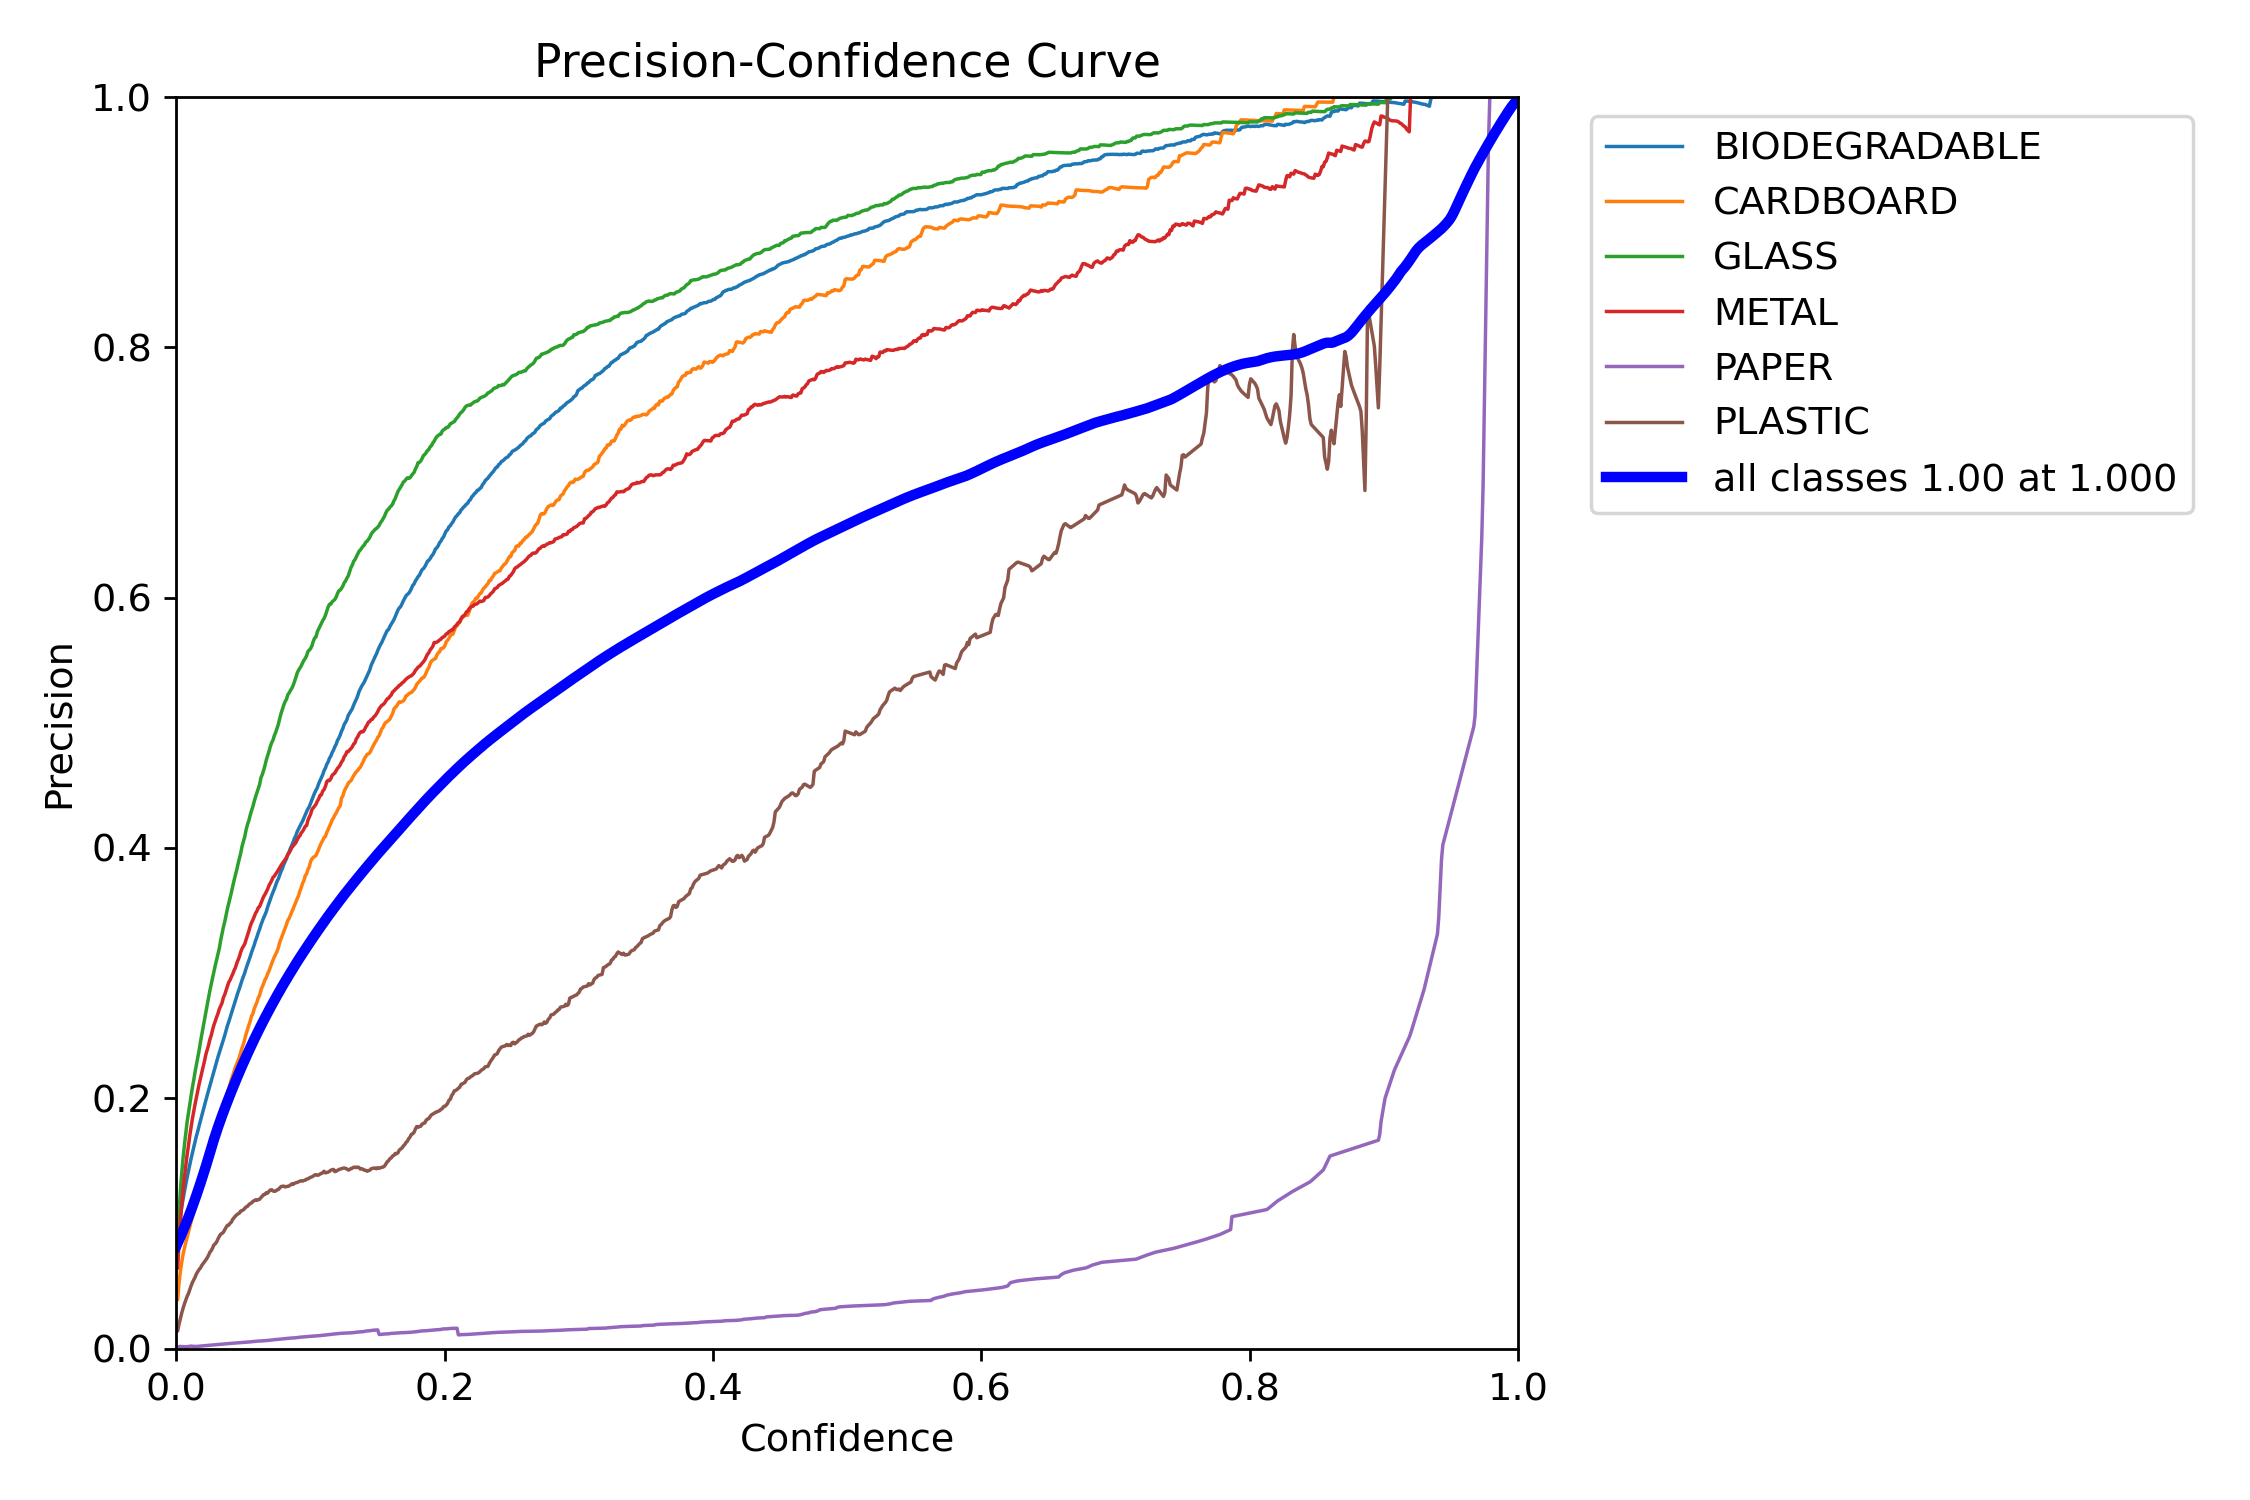 Precision-Confidence Curve
1.0
0.8
0.6
0.4
0.2
0.0
Precision
0.0 0.2 0.4 0.6 0.8 1.0
Confidence
BIODEGRADABLE
CARDBOARD
GLASS
METAL
PAPER
PLASTIC
all classes 1.00 at 1.000